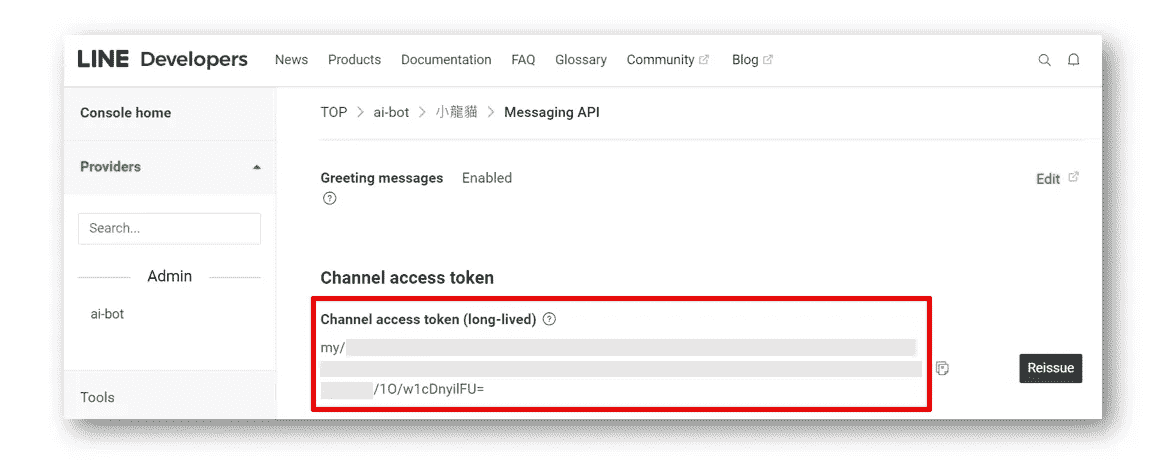 LINE Developers News Products Documentation FAQ Glossary Community Blog
Console home
TOP > ai-bot > 小龍貓 > Messaging API
Providers
Greeting messages Enabled
Edit
Search...
Admin
Channel access token
ai-bot
Channel access token (long-lived)
my/
Reissue
/1O/w1cDnyilFU=
Tools